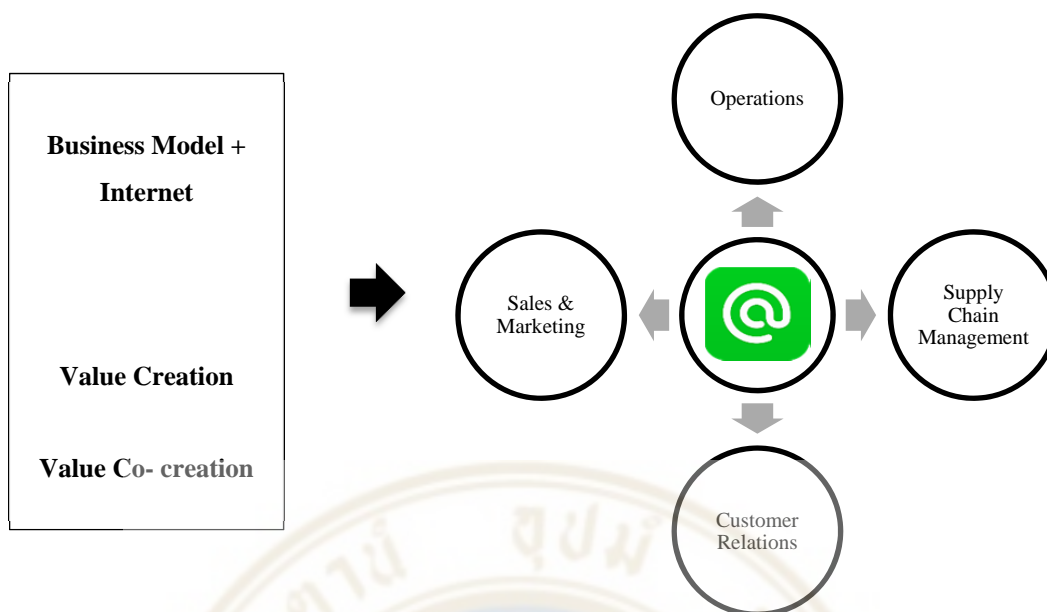 Business Model +
Internet
Value Creation
Value Co- creation
Operations
Sales &
Marketing
@
Supply
Chain
Management
Customer
Relations